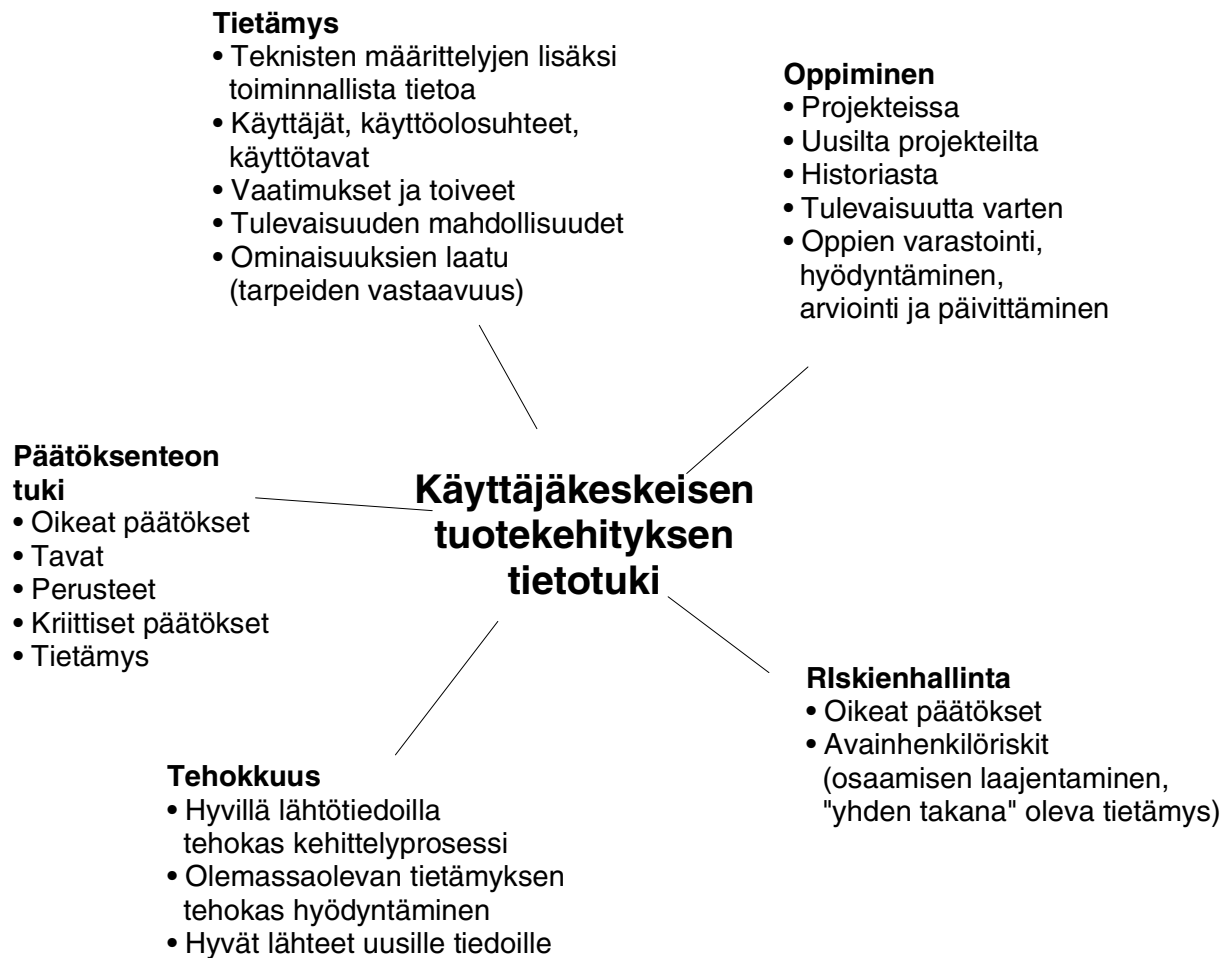 Tietämys
• Teknisten määrittelyjen lisäksi
toiminnallista tietoa
• Käyttäjät, käyttöolosuhteet,
käyttötavat
• Vaatimukset ja toiveet
• Tulevaisuuden mahdollisuudet
• Ominaisuuksien laatu
(tarpeiden vastaavuus)
Oppiminen
• Projekteissa
• Uusilta projekteilta
• Historiasta
• Tulevaisuutta varten
• Oppien varastointi,
hyödyntäminen,
arviointi ja päivittäminen
Päätöksenteon
tuki
• Oikeat päätökset
• Tavat
• Perusteet
• Kriittiset päätökset
• Tietämys
Käyttäjäkeskeisen
tuotekehityksen
tietotuki
RIskienhallinta
• Oikeat päätökset
• Avainhenkilöriskit
(osaamisen laajentaminen,
"yhden takana" oleva tietämys)
Tehokkuus
• Hyvillä lähtötiedoilla
tehokas kehittelyprosessi
• Olemassaolevan tietämyksen
tehokas hyödyntäminen
• Hyvät lähteet uusille tiedoille